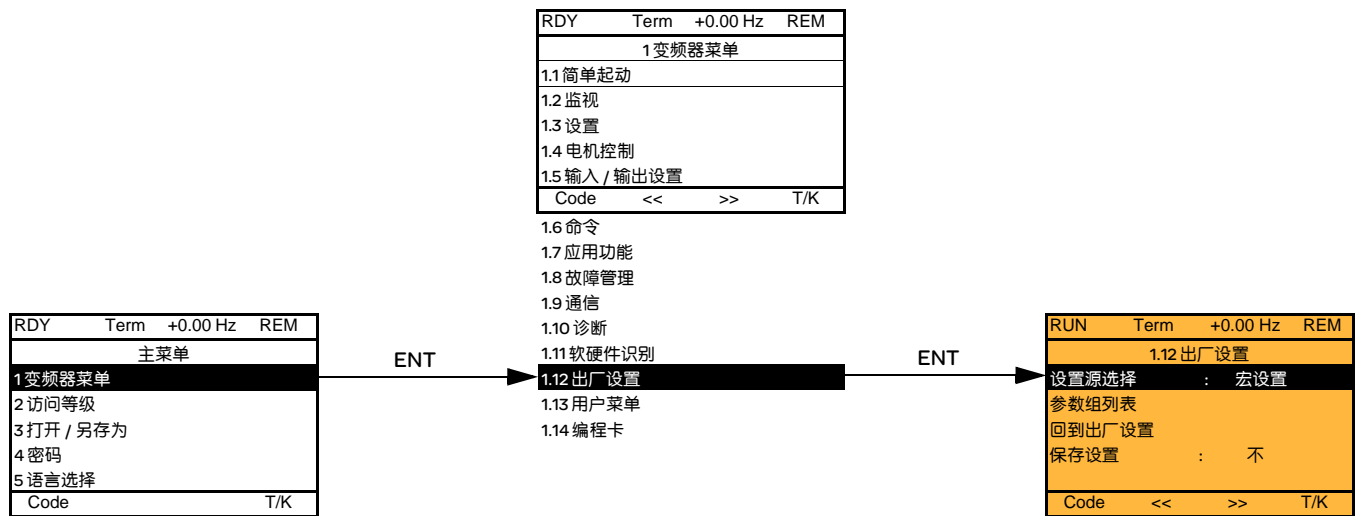 RDY Term +0.00 Hz REM
1 变频器菜单
1.1 简单起动
1.2 监视
1.3 设置
1.4 电机控制
1.5 输入 / 输出设置
Code << >> T/K
1.6 命令
1.7 应用功能
1.8 故障管理
1.9 通信
1.10 诊断
1.11 软硬件识别
1.12 出厂设置
1.13 用户菜单
1.14 编程卡
RDY Term +0.00 Hz REM
主菜单
1 变频器菜单
2 访问等级
3 打开 / 另存为
4 密码
5 语言选择
Code T/K
ENT
ENT
RUN Term +0.00 Hz REM
1.12 出厂设置
设置源选择 : 宏设置
参数组列表
回到出厂设置
保存设置 : 不
Code << >> T/K